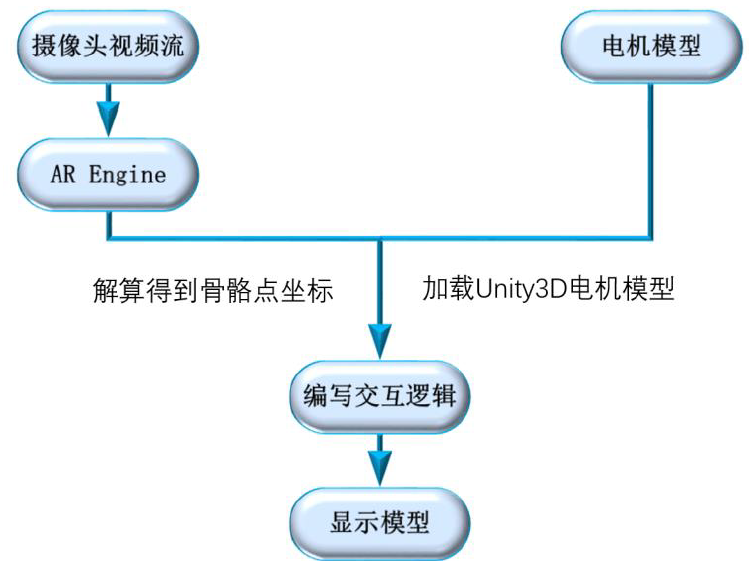 摄像头视频流
电机模型
AR Engine
解算得到骨骼点坐标
加载Unity3D电机模型
编写交互逻辑
显示模型